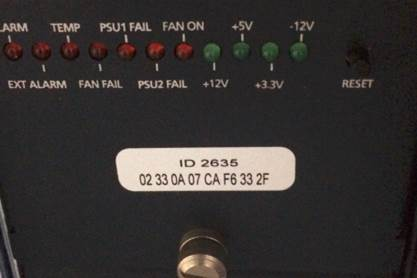 ALARM TEMP PSU1 FAIL FAN ON +5V -12V
EXT ALARM FAN FAIL PSU2 FAIL +12V +3.3V RESET
ID 2635
02 33 0A 07 CA F6 33 2F